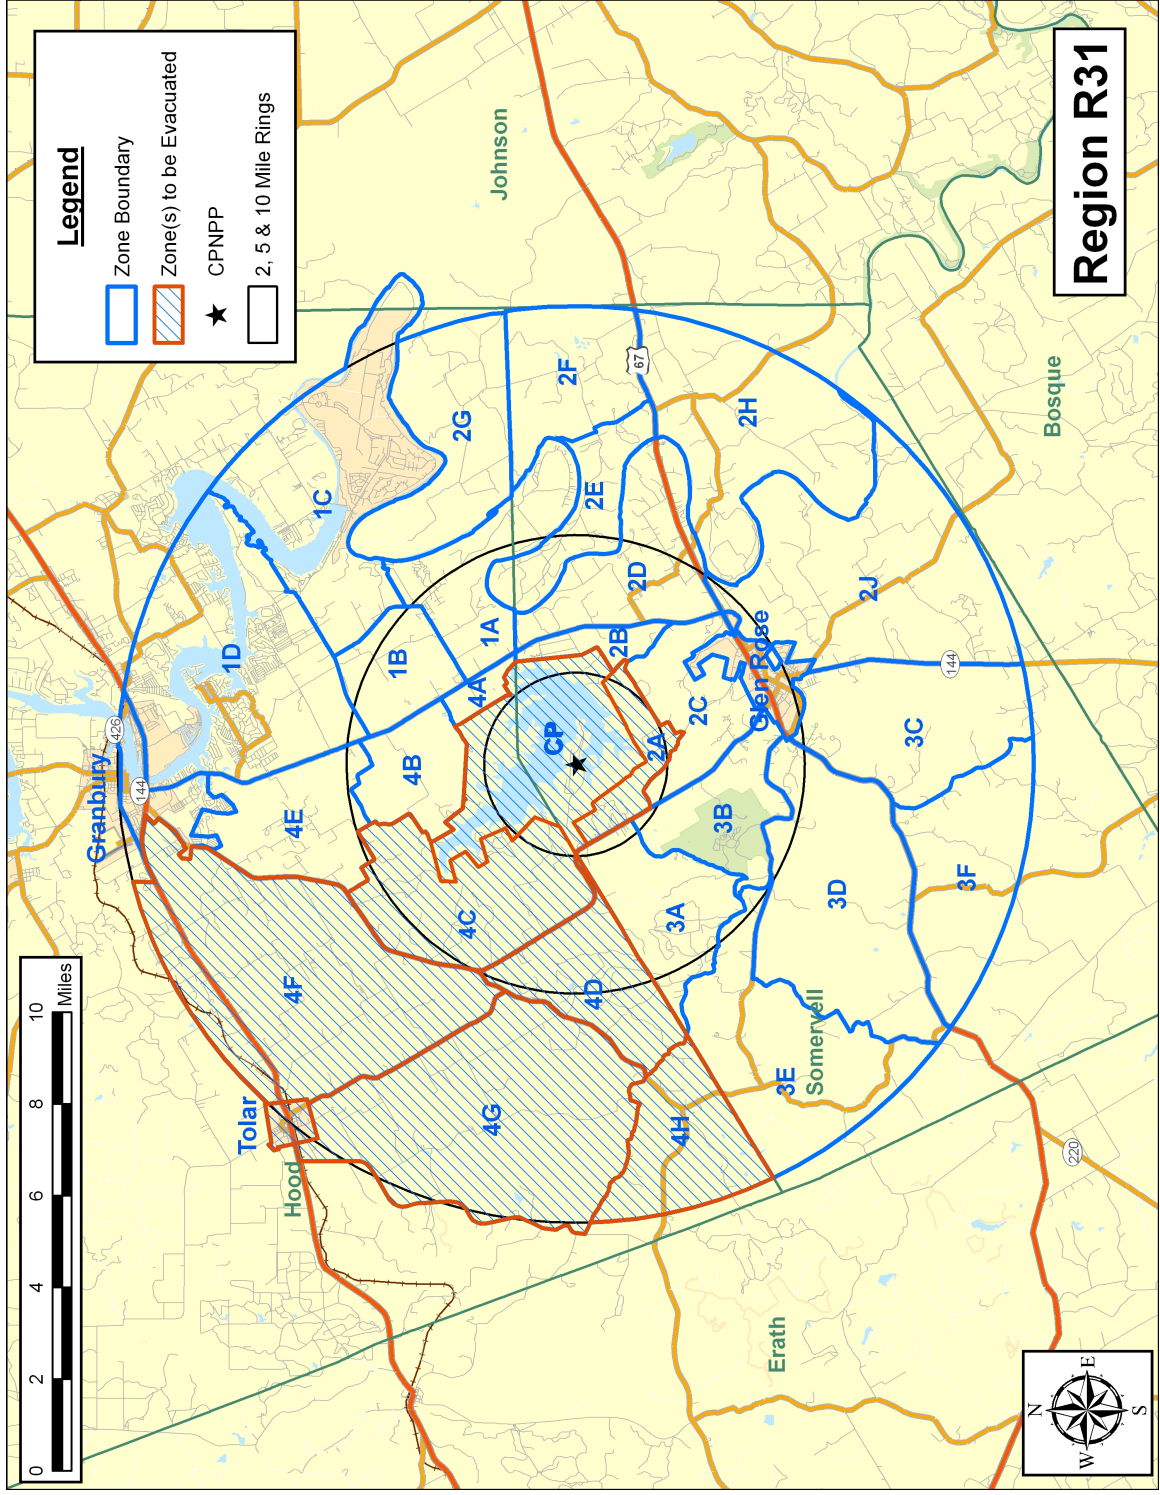 Legend
Zone Boundary
Zone(s) to be Evacuated
CPNPP
2, 5 & 10 Mile Rings
Region R31
0 2 4 6 8 10
Miles
Johnson
Bosque
Somervell
Erath
Hood
Granbury
Tolar
Glen Rose
CP
1A
1B
1C
1D
2A
2B
2C
2D
2E
2F
2G
2H
2J
3A
3B
3C
3D
3E
3F
4A
4B
4C
4D
4E
4F
4G
4H
426
144
67
144
220
N
E
S
W